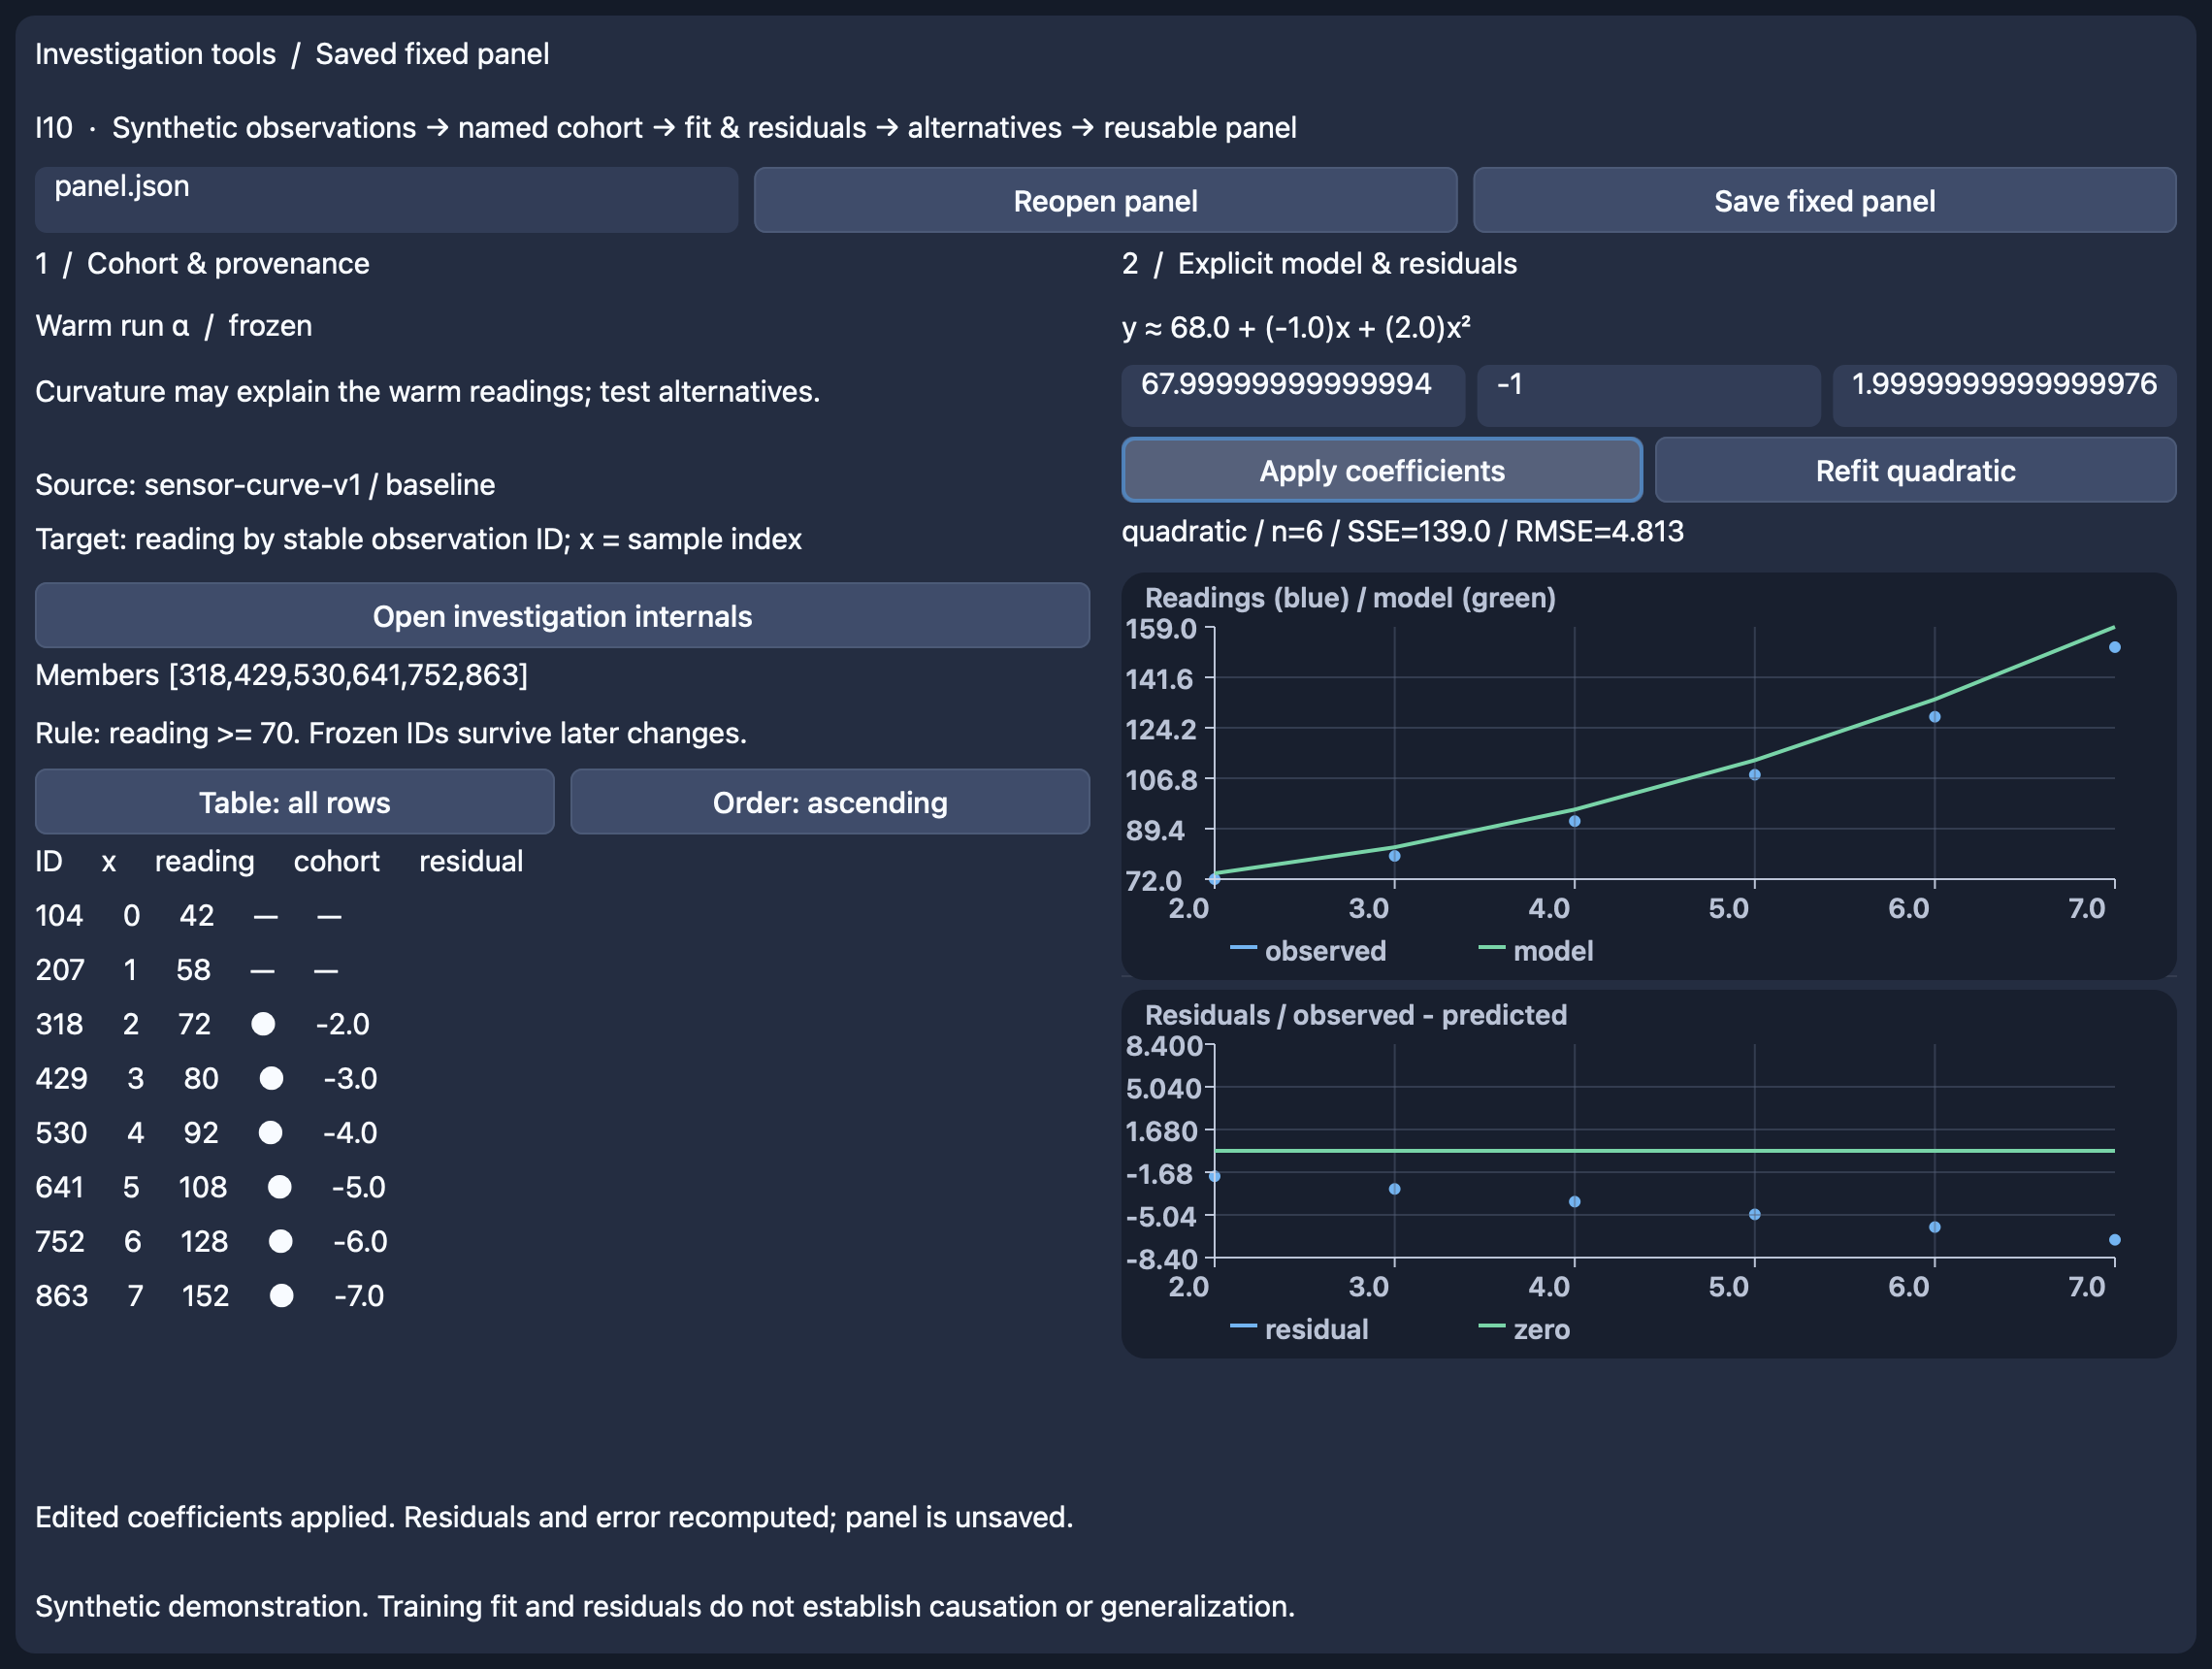 Investigation tools / Saved fixed panel
I10 · Synthetic observations → named cohort → fit & residuals → alternatives → reusable panel
panel.json
Reopen panel
Save fixed panel
1 / Cohort & provenance
Warm run α / frozen
Curvature may explain the warm readings; test alternatives.
Source: sensor-curve-v1 / baseline
Target: reading by stable observation ID; x = sample index
Open investigation internals
Members [318,429,530,641,752,863]
Rule: reading >= 70. Frozen IDs survive later changes.
Table: all rows
Order: ascending
ID x reading cohort residual
104 0 42 — —
207 1 58 — —
318 2 72 ● -2.0
429 3 80 ● -3.0
530 4 92 ● -4.0
641 5 108 ● -5.0
752 6 128 ● -6.0
863 7 152 ● -7.0
2 / Explicit model & residuals
y ≈ 68.0 + (-1.0)x + (2.0)x²
67.99999999999994
-1
1.9999999999999976
Apply coefficients
Refit quadratic
quadratic / n=6 / SSE=139.0 / RMSE=4.813
Readings (blue) / model (green)
159.0
141.6
124.2
106.8
89.4
72.0
2.0 3.0 4.0 5.0 6.0 7.0
observed model
Residuals / observed - predicted
8.400
5.040
1.680
-1.68
-5.04
-8.40
2.0 3.0 4.0 5.0 6.0 7.0
residual zero
Edited coefficients applied. Residuals and error recomputed; panel is unsaved.
Synthetic demonstration. Training fit and residuals do not establish causation or generalization.